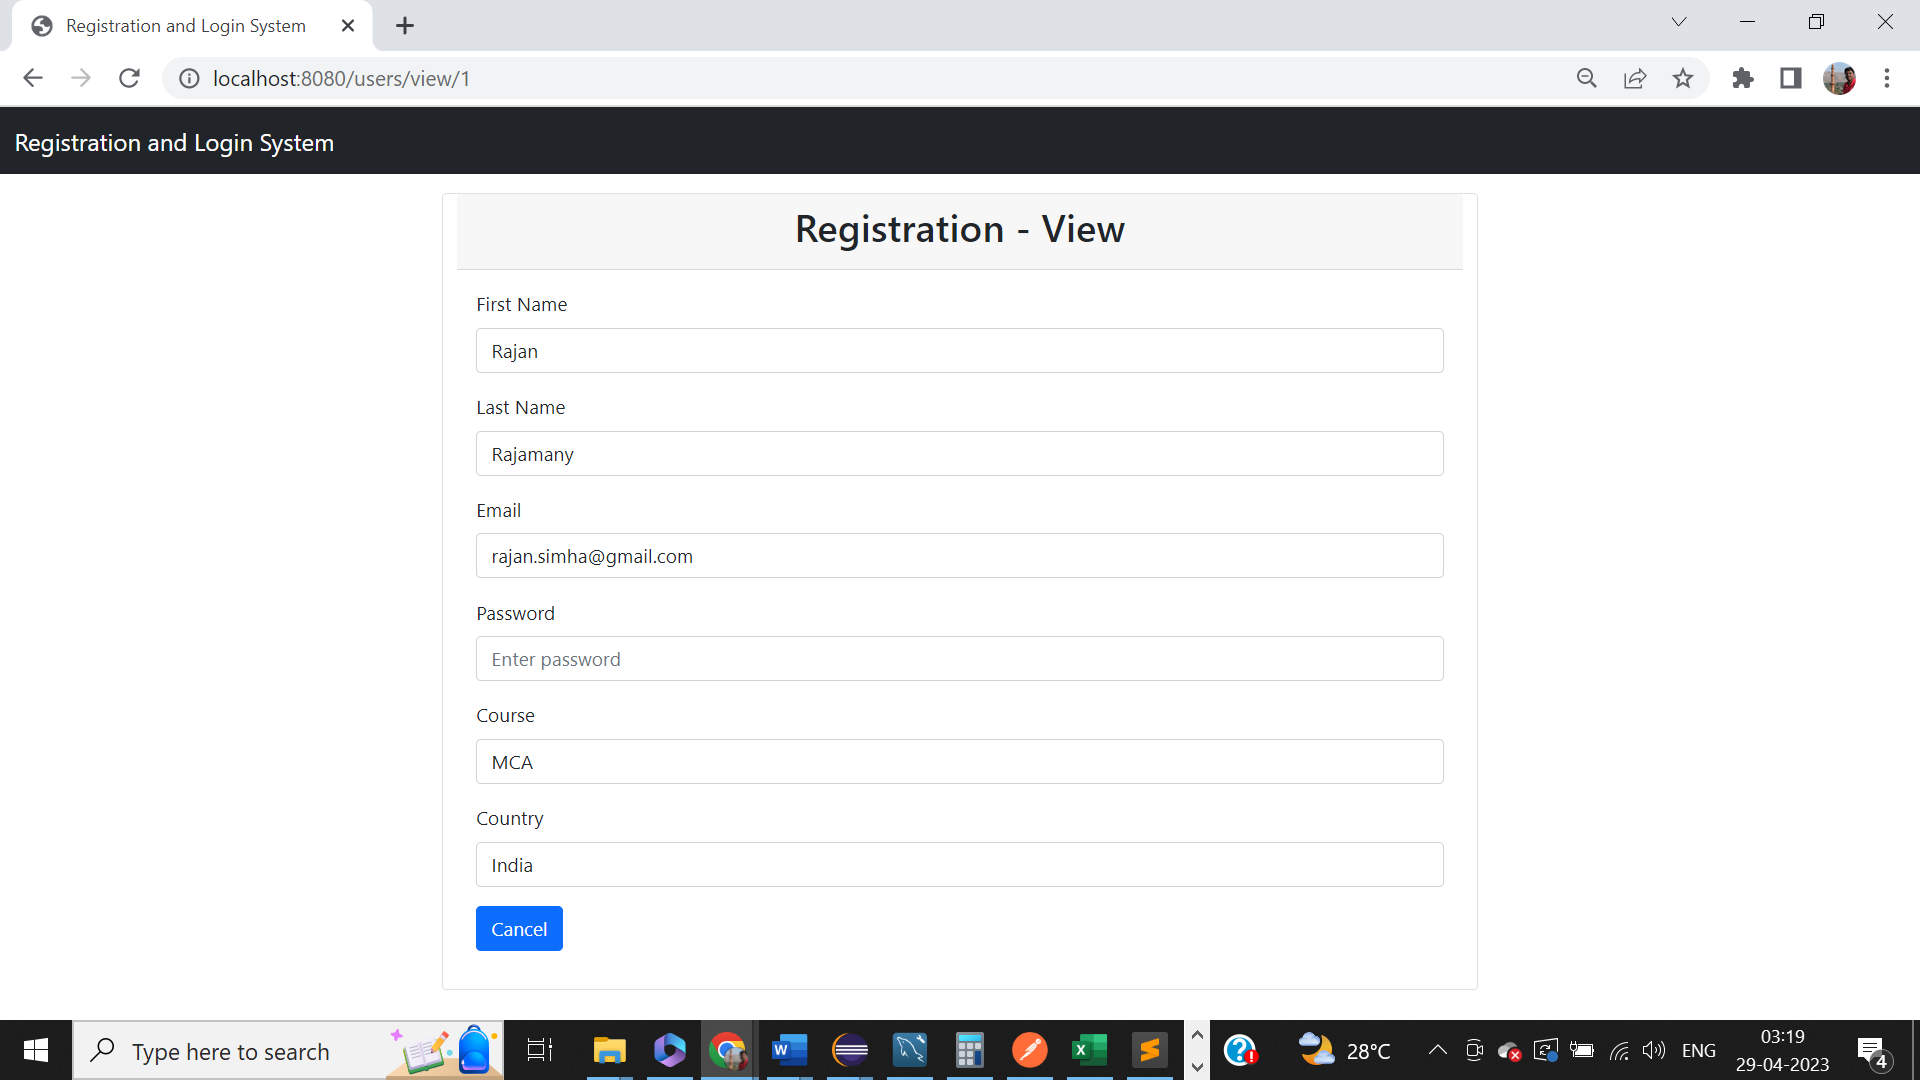 Registration and Login System
localhost:8080/users/view/1
Registration and Login System
Registration - View
First Name
Rajan
Last Name
Rajamany
Email
rajan.simha@gmail.com
Password
Enter password
Course
MCA
Country
India
Cancel
Type here to search
28°C
ENG
03:19
29-04-2023
4